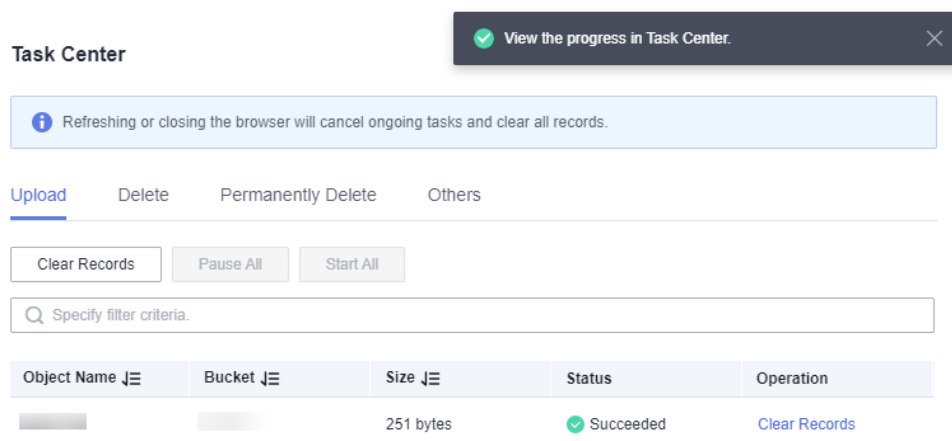 View the progress in Task Center.
Task Center
Refreshing or closing the browser will cancel ongoing tasks and clear all records.
Upload Delete Permanently Delete Others
Clear Records Pause All Start All
Specify filter criteria.
Object Name Bucket Size Status Operation
251 bytes Succeeded Clear Records